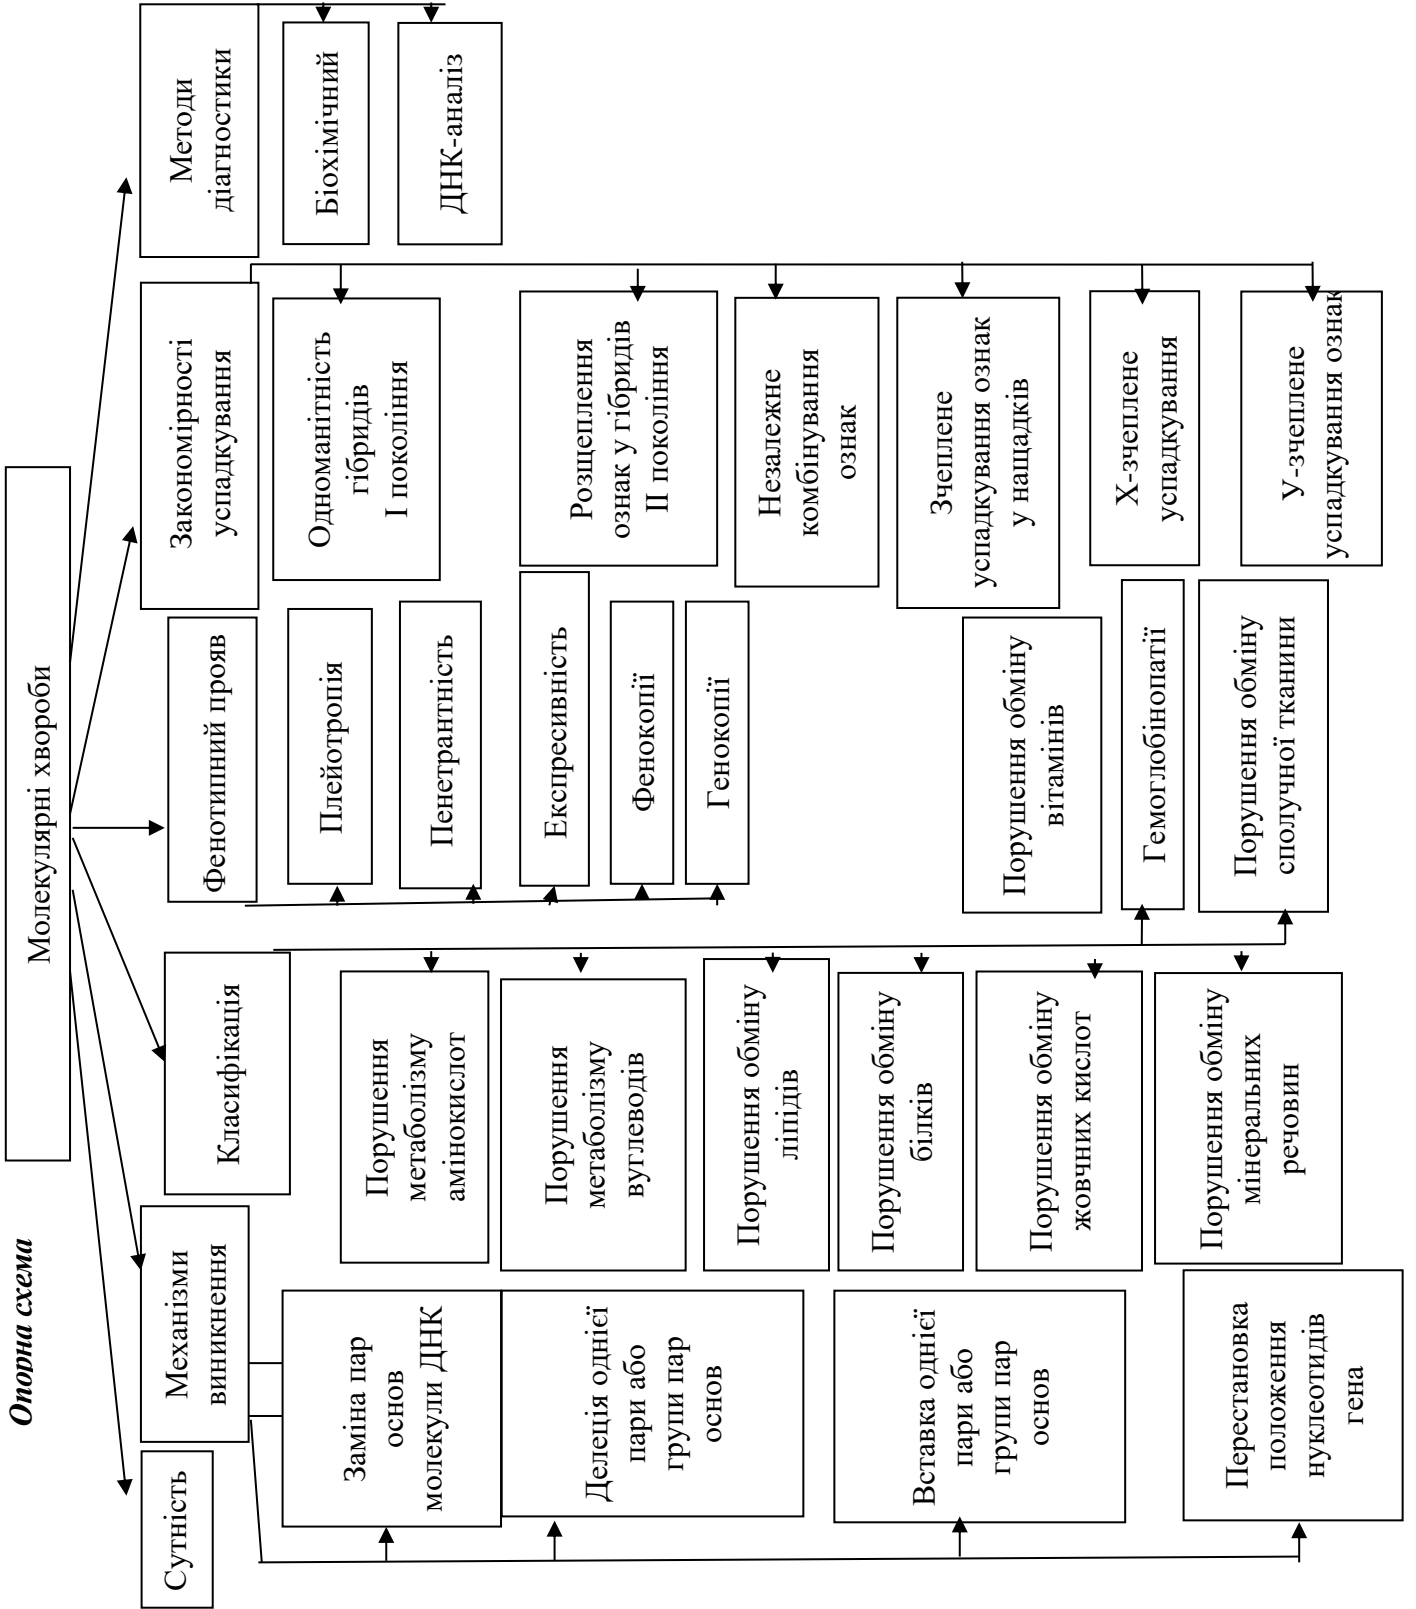 Опорна схема
Молекулярні хвороби
Сутність
Механізми
виникнення
Класифікація
Фенотипний прояв
Закономірності
успадкування
Методи
діагностики
Заміна пар
основ
молекули ДНК
Делеція однієї
пари або
групи пар
основ
Вставка однієї
пари або
групи пар
основ
Перестановка
положення
нуклеотидів
гена
Порушення
метаболізму
амінокислот
Порушення
метаболізму
вуглеводів
Порушення обміну
ліпідів
Порушення обміну
білків
Порушення обміну
жовчних кислот
Порушення обміну
мінеральних
речовин
Порушення обміну
вітамінів
Гемоглобінопатії
Порушення обміну
сполучної тканини
Плейотропія
Пенетрантність
Експресивність
Фенокопії
Генокопії
Одноманітність
гібридів
І покоління
Розщеплення
ознак у гібридів
ІІ покоління
Незалежне
комбінування
ознак
Зчеплене
успадкування ознак
у нащадків
Х-зчеплене
успадкування
У-зчеплене
успадкування ознак
Біохімічний
ДНК-аналіз